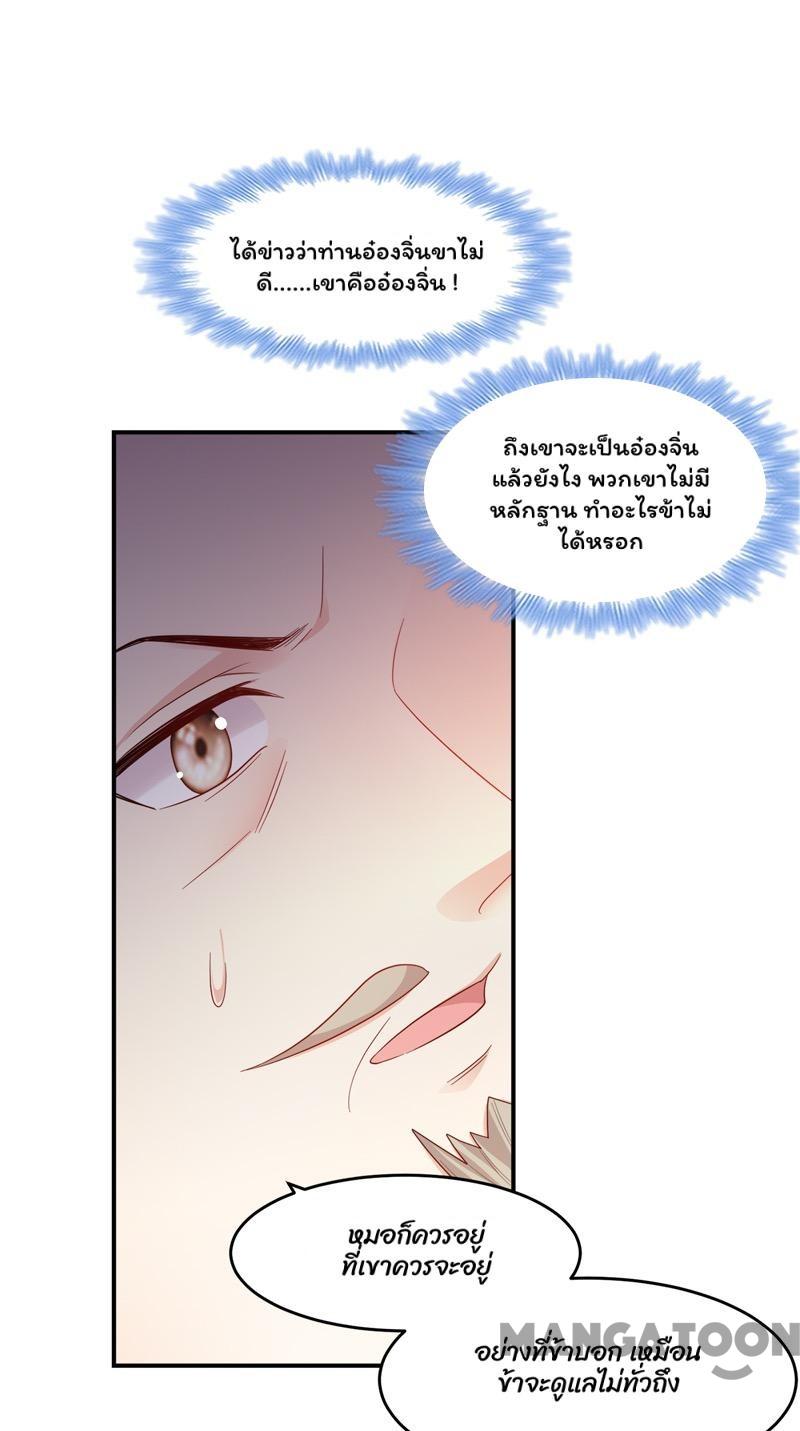 ได้ข่าวว่าท่านอ๋องจิ่นขาไม่
ดี......เขาคืออ๋องจิ่น !
ถึงเขาจะเป็นอ๋องจิ่น
แล้วยังไง พวกเขาไม่มี
หลักฐาน ทำอะไรข้าไม่
ได้หรอก
หมอก็ควรอยู่
ที่เขาควรจะอยู่
MANGATOON
อย่างที่ข้าบอก เหมือน
ข้าจะดูแลไม่ทั่วถึง